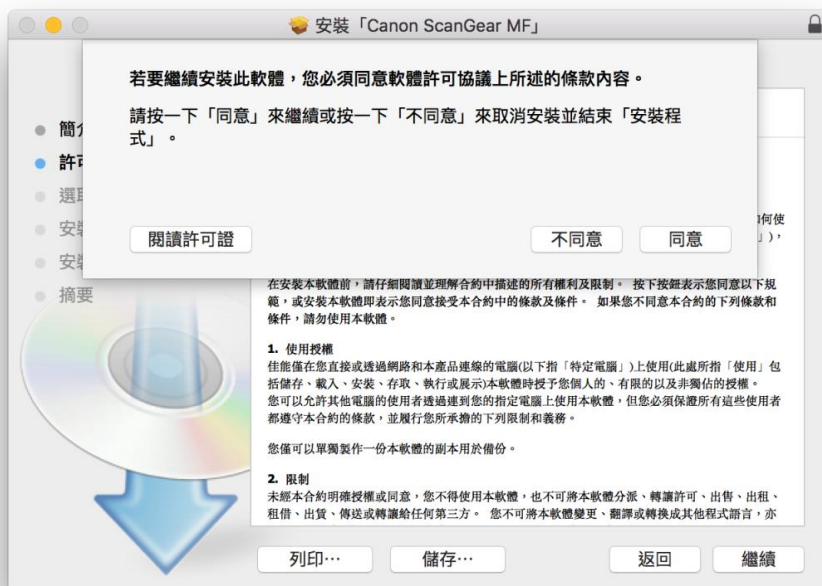 安裝「Canon ScanGear MF」
若要繼續安裝此軟體，您必須同意軟體許可協議上所述的條款內容。
請按一下「同意」來繼續或按一下「不同意」來取消安裝並結束「安裝程
式」。
閱讀許可證
不同意
同意
簡
許
選
安
安
摘要
何使
」)，
在安裝本軟體前，請仔細閱讀並理解合約中描述的所有權利及限制。 按下按鈕表示您同意以下規
範，或安裝本軟體即表示您同意接受本合約中的條款及條件。 如果您不同意本合約的下列條款和
條件，請勿使用本軟體。
1. 使用授權
佳能僅在您直接或透過網路和本產品連線的電腦(以下指「特定電腦」)上使用(此處所指「使用」包
括儲存、載入、安裝、存取、執行或展示)本軟體時授予您個人的、有限的以及非獨佔的授權。
您可以允許其他電腦的使用者透過連到您的指定電腦上使用本軟體，但您必須保證所有這些使用者
都遵守本合約的條款，並履行您所承擔的下列限制和義務。
您僅可以單獨製作一份本軟體的副本用於備份。
2. 限制
未經本合約明確授權或同意，您不得使用本軟體，也不可將本軟體分派、轉讓許可、出售、出租、
租借、出賃、傳送或轉讓給任何第三方。 您不可將本軟體變更、翻譯或轉換成其他程式語言，亦
列印…
儲存…
返回
繼續